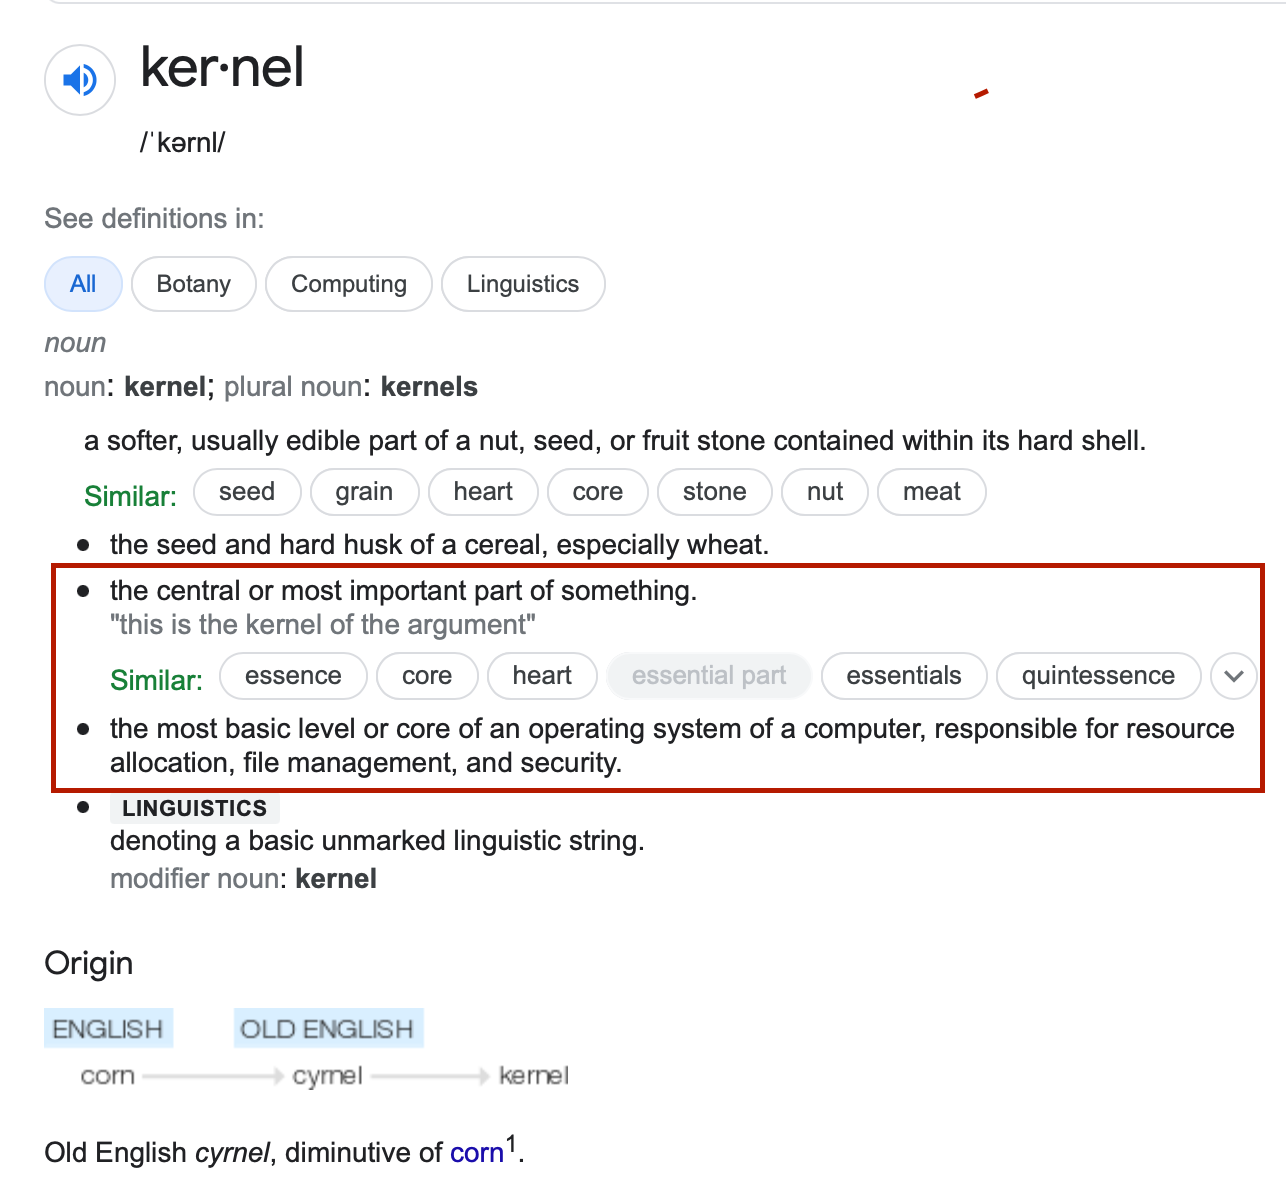 ker·nel
/ˈkərnl/
See definitions in:
All Botany Computing Linguistics
noun
noun: kernel; plural noun: kernels
a softer, usually edible part of a nut, seed, or fruit stone contained within its hard shell.
Similar: seed grain heart core stone nut meat
• the seed and hard husk of a cereal, especially wheat.
• the central or most important part of something.
"this is the kernel of the argument"
Similar: essence core heart essential part essentials quintessence
• the most basic level or core of an operating system of a computer, responsible for resource
allocation, file management, and security.
• LINGUISTICS
denoting a basic unmarked linguistic string.
modifier noun: kernel
Origin
ENGLISH OLD ENGLISH
corn cyrnel kernel
Old English cyrnel, diminutive of corn¹.